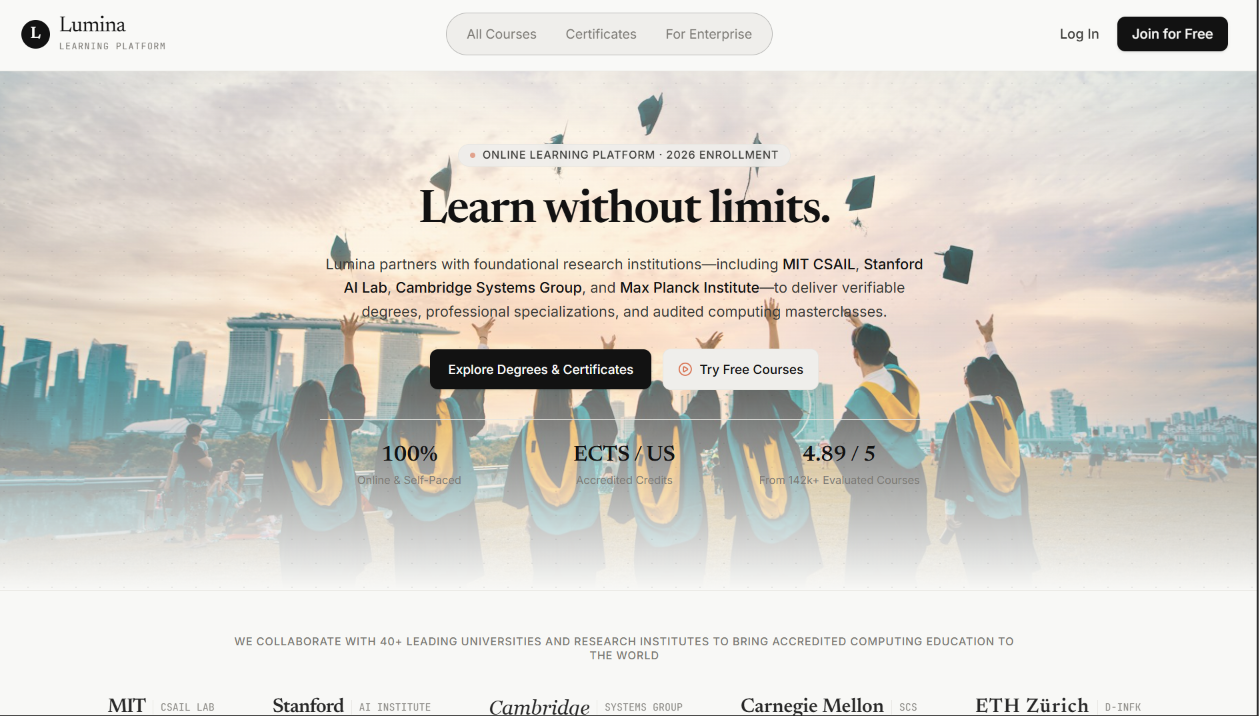 L
Lumina
LEARNING PLATFORM
All Courses
Certificates
For Enterprise
Log In
Join for Free
ONLINE LEARNING PLATFORM · 2026 ENROLLMENT
Learn without limits.
Lumina partners with foundational research institutions—including MIT CSAIL, Stanford
AI Lab, Cambridge Systems Group, and Max Planck Institute—to deliver verifiable
degrees, professional specializations, and audited computing masterclasses.
Explore Degrees & Certificates
Try Free Courses
100%
Online & Self-Paced
ECTS / US
Accredited Credits
4.89 / 5
From 142k+ Evaluated Courses
WE COLLABORATE WITH 40+ LEADING UNIVERSITIES AND RESEARCH INSTITUTES TO BRING ACCREDITED COMPUTING EDUCATION TO
THE WORLD
MIT CSAIL LAB
Stanford AI INSTITUTE
Cambridge SYSTEMS GROUP
Carnegie Mellon SCS
ETH Zürich D-INFK